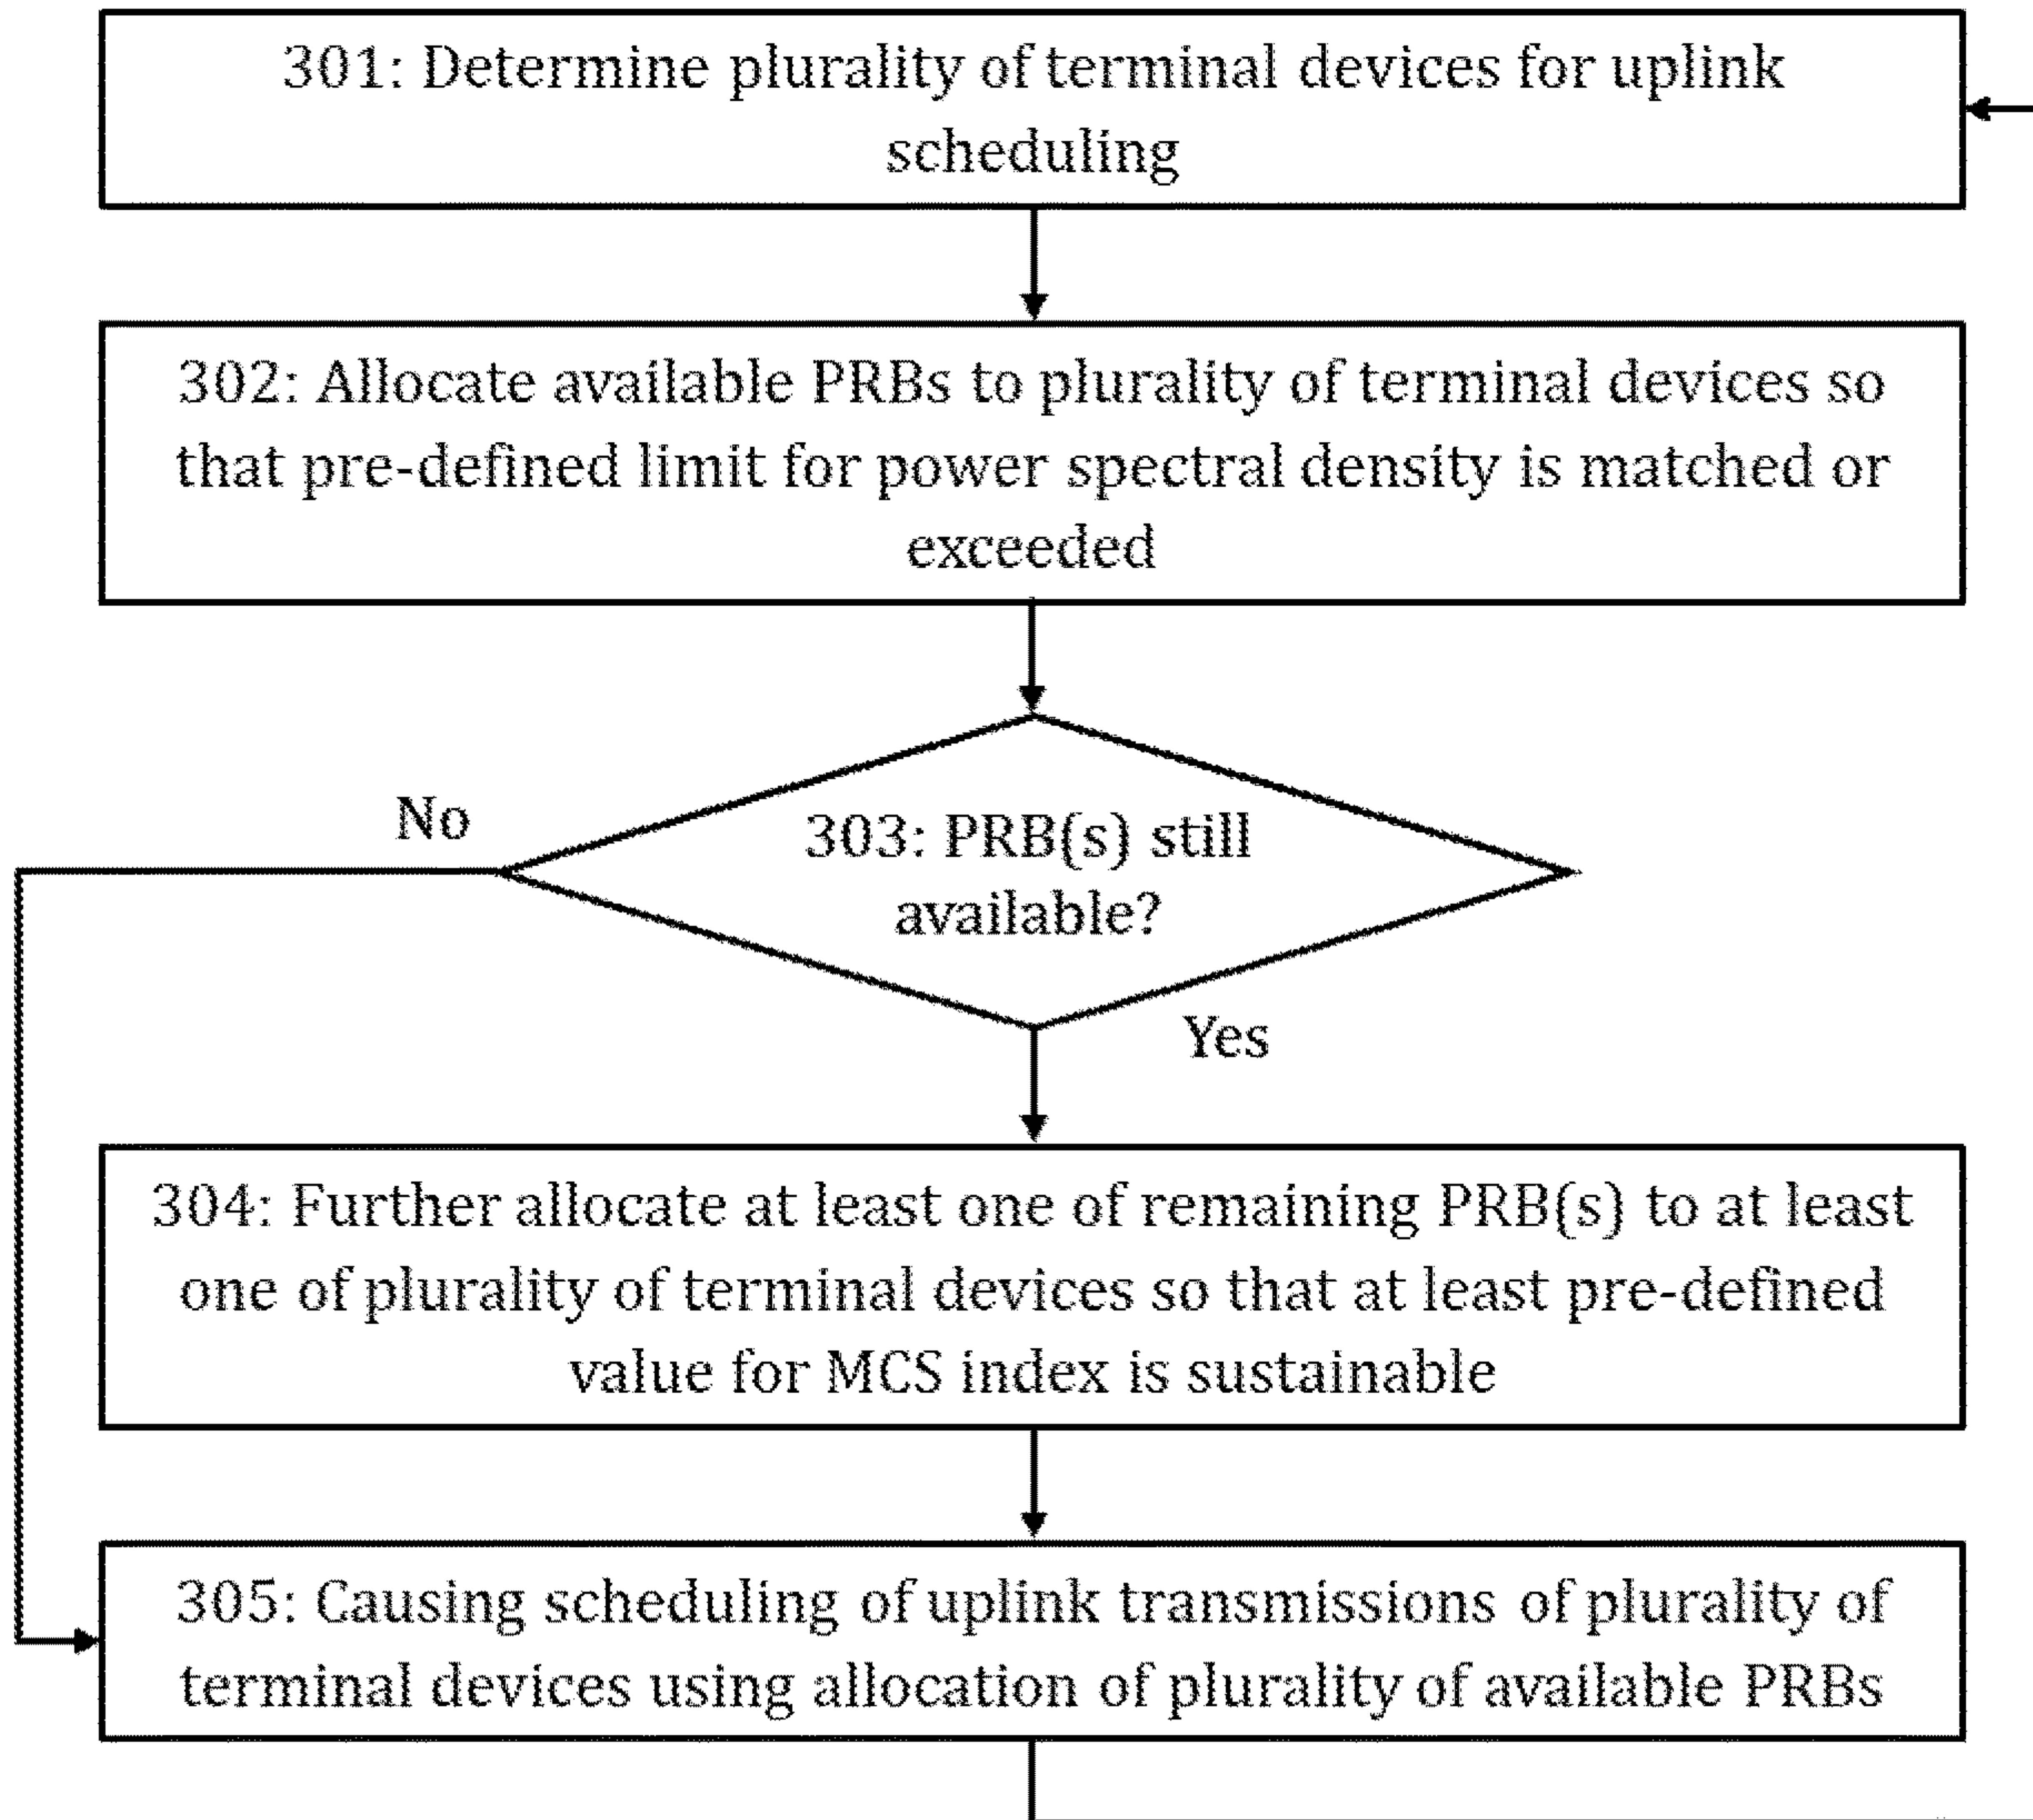 301: Determine plurality of terminal devices for uplink
scheduling
302: Allocate available PRBs to plurality of terminal devices so
that pre-defined limit for power spectral density is matched or
exceeded
No
303: PRB(s) still
available?
Yes
304: Further allocate at least one of remaining PRB(s) to at least
one of plurality of terminal devices so that at least pre-defined
value for MCS index is sustainable
305: Causing scheduling of uplink transmissions of plurality of
terminal devices using allocation of plurality of available PRBs